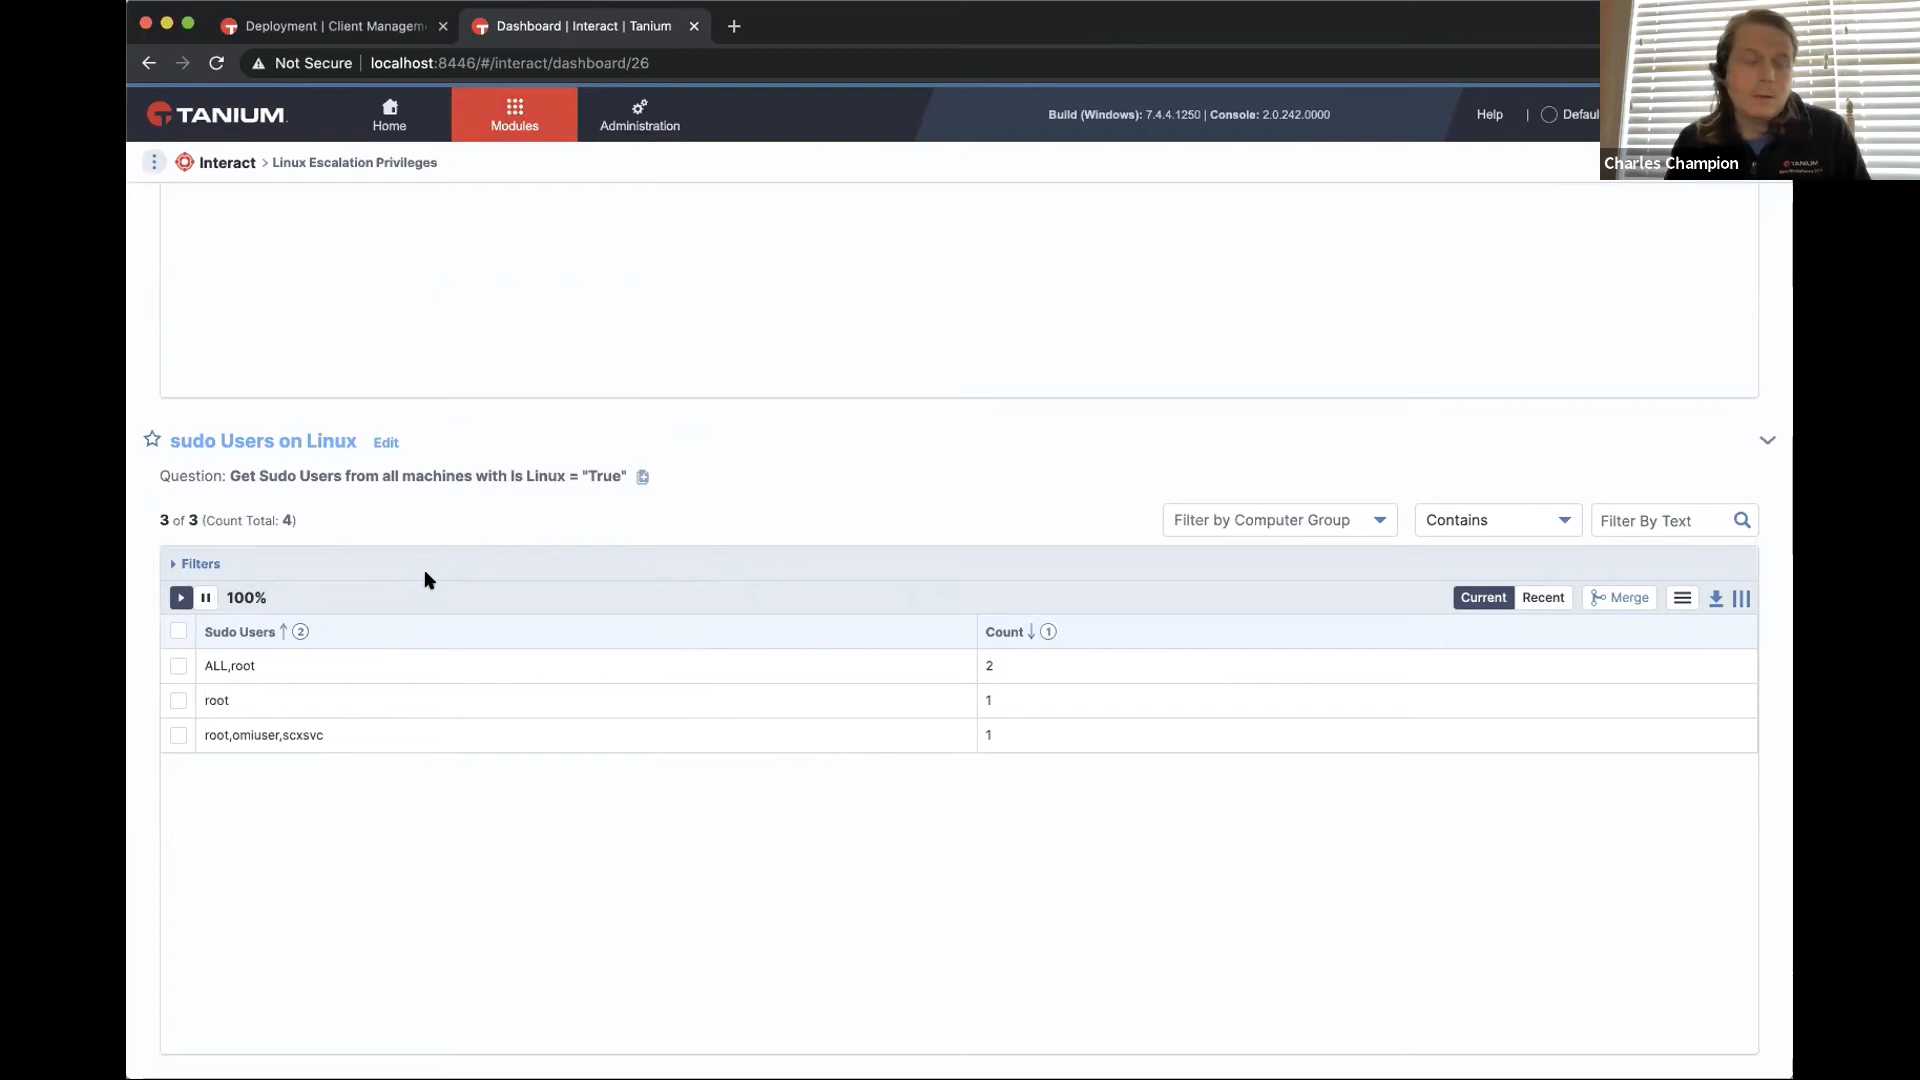 Deployment | Client Managem
Dashboard | Interact | Tanium
Not Secure
localhost:8446/#/interact/dashboard/26
TANIUM
Home
Modules
Administration
Build (Windows): 7.4.4.1250 | Console: 2.0.242.0000
Help
|
Defau
Charles Champion
TANIUM
Interact > Linux Escalation Privileges
sudo Users on Linux
Edit
Question: Get Sudo Users from all machines with Is Linux = "True"
3 of 3 (Count Total: 4)
Filter by Computer Group
Contains
Filter By Text
Filters
100%
Current
Recent
Merge
Sudo Users 2
Count 1
ALL,root
2
root
1
root,omiuser,scxsvc
1